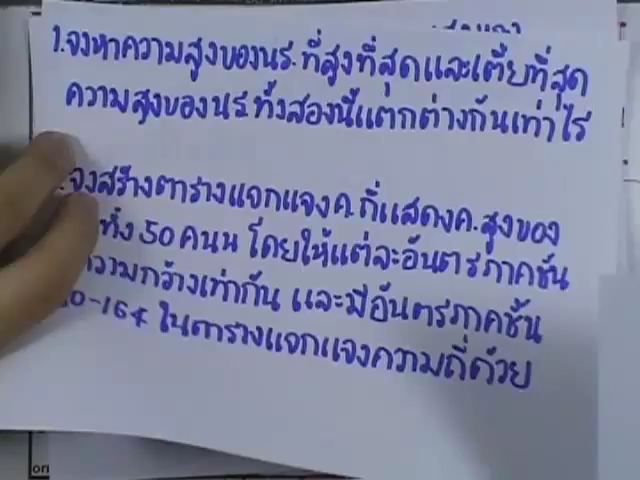 1.จงหาความสูงของนร.ที่สูงที่สุดและเตี้ยที่สุด
ความสูงของนร.ทั้งสองนี้แตกต่างกันเท่าไร
.จงสร้างตารางแจกแจงค.ถี่แสดงค.สูงของ
ทั้ง 50 คนน โดยให้แต่ละอันตรภาคชั้น
ความกว้างเท่ากัน และมีอันตรภาคชั้น
0-164 ในตารางแจกแจงความถี่ด้วย